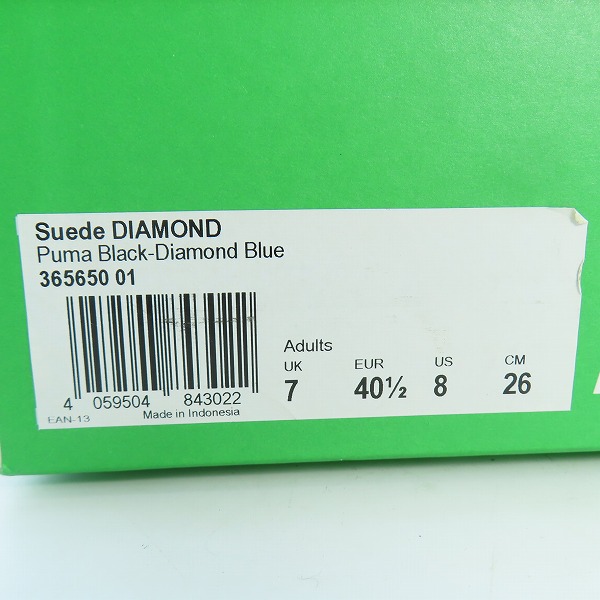 Suede DIAMOND
Puma Black-Diamond Blue
365650 01
4 059504 843022
EAN-13 Made in Indonesia
Adults
UK EUR US CM
7 40½ 8 26